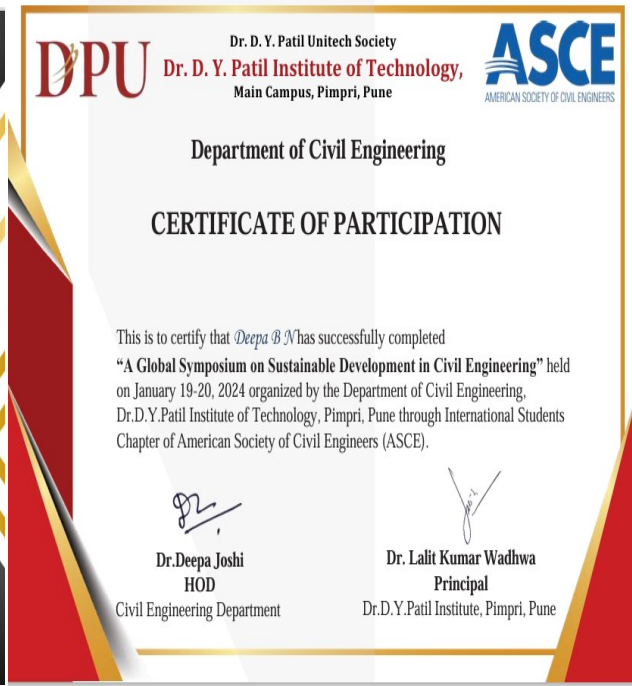 Dr. D. Y. Patil Unitech Society
DPU
Dr. D. Y. Patil Institute of Technology,
Main Campus, Pimpri, Pune
ASCE
AMERICAN SOCIETY OF CIVIL ENGINEERS
Department of Civil Engineering
CERTIFICATE OF PARTICIPATION
This is to certify that Deepa B N has successfully completed
“A Global Symposium on Sustainable Development in Civil Engineering” held
on January 19-20, 2024 organized by the Department of Civil Engineering,
Dr.D.Y.Patil Institute of Technology, Pimpri, Pune through International Students
Chapter of American Society of Civil Engineers (ASCE).
Dr.Deepa Joshi
HOD
Civil Engineering Department
Dr. Lalit Kumar Wadhwa
Principal
Dr.D.Y.Patil Institute, Pimpri, Pune